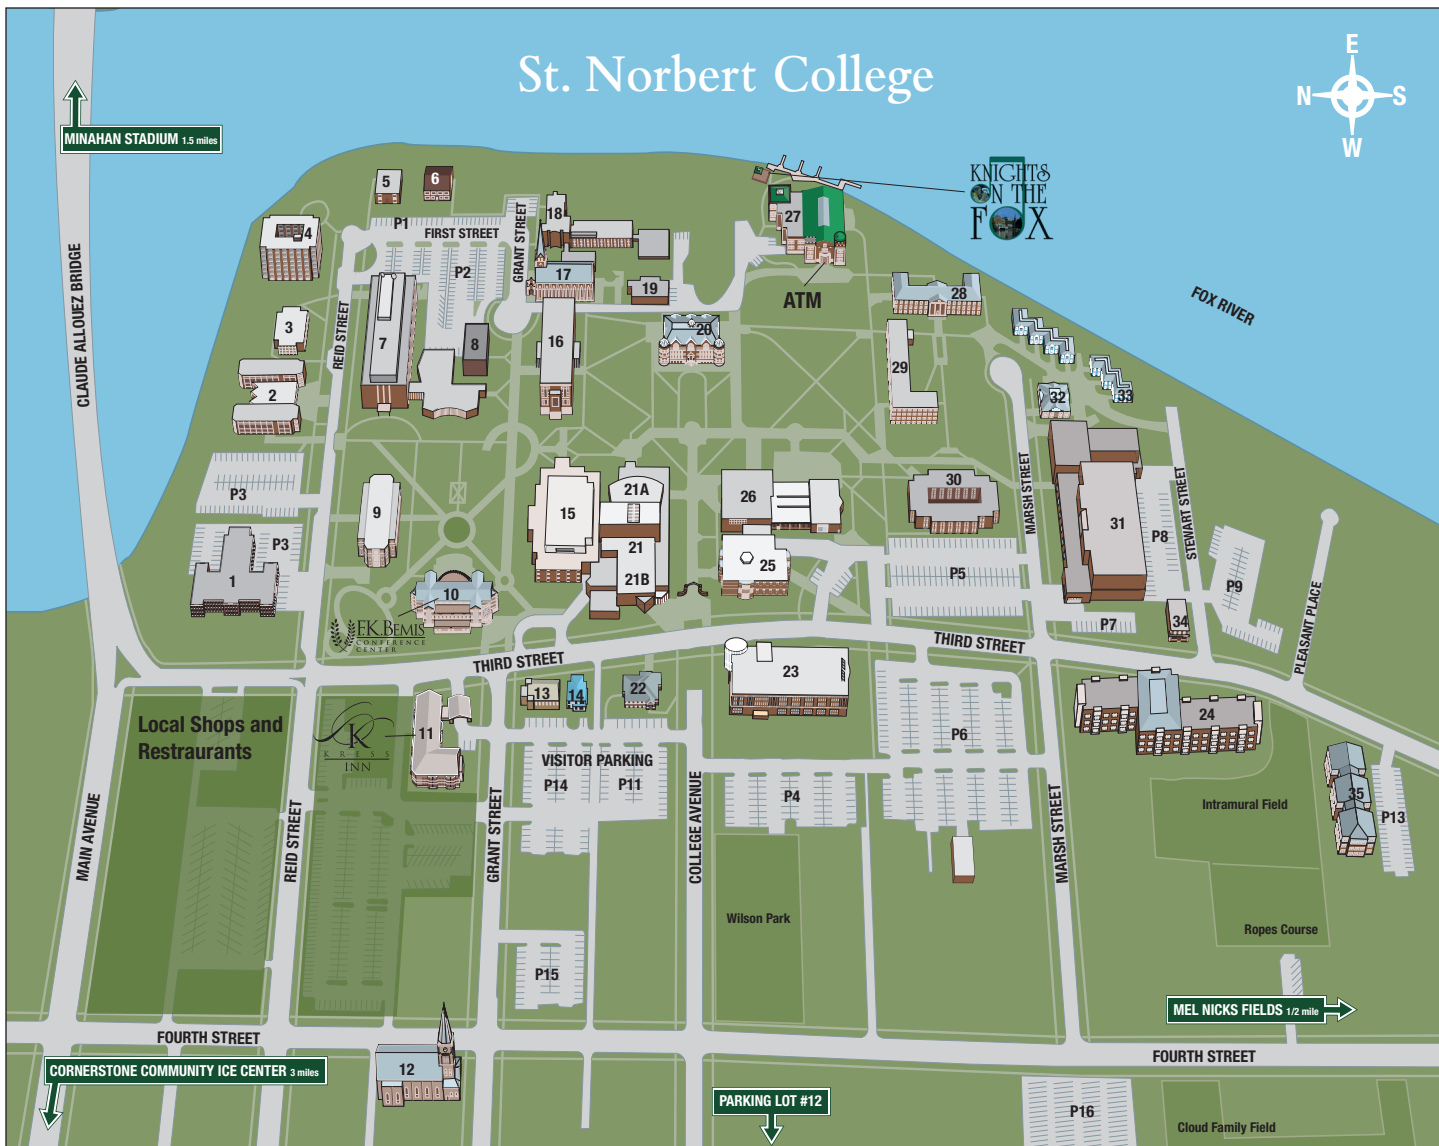 St. Norbert College
E
N
S
W
MINAHAN STADIUM 1.5 miles
CLAUDE ALLOUEZ BRIDGE
KNIGHTS
ON THE
FOX
FOX RIVER
ATM
5
6
4
P1
FIRST STREET
P2
GRANT STREET
18
17
19
27
28
3
REID STREET
7
8
16
20
29
32
33
2
P3
P3
1
9
10
F.K. BEMIS
CONFERENCE
CENTER
15
21A
21
21B
26
25
30
MARSH STREET
31
P8
STEWART STREET
P9
P5
P7
34
PLEASANT PLACE
THIRD STREET
THIRD STREET
Local Shops and
Restraurants
K
KRESS
INN
11
13
14
22
23
24
VISITOR PARKING
P14
P11
P6
P4
35
P13
Intramural Field
MAIN AVENUE
REID STREET
GRANT STREET
COLLEGE AVENUE
MARSH STREET
Wilson Park
Ropes Course
P15
MEL NICKS FIELDS 1/2 mile
FOURTH STREET
FOURTH STREET
12
CORNERSTONE COMMUNITY ICE CENTER 3 miles
PARKING LOT #12
P16
Cloud Family Field